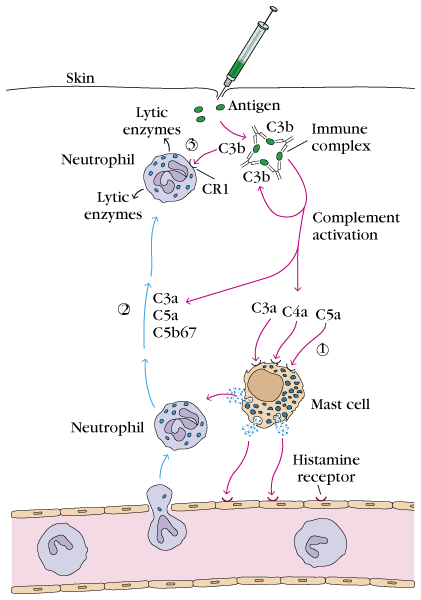 Skin
Antigen
Lytic
enzymes
C3b
Immune
complex
③
C3b
Neutrophil
C3b
CR1
Lytic
enzymes
Complement
activation
②
C3a
C5a
C5b67
C3a
C4a
C5a
①
Mast cell
Neutrophil
Histamine
receptor